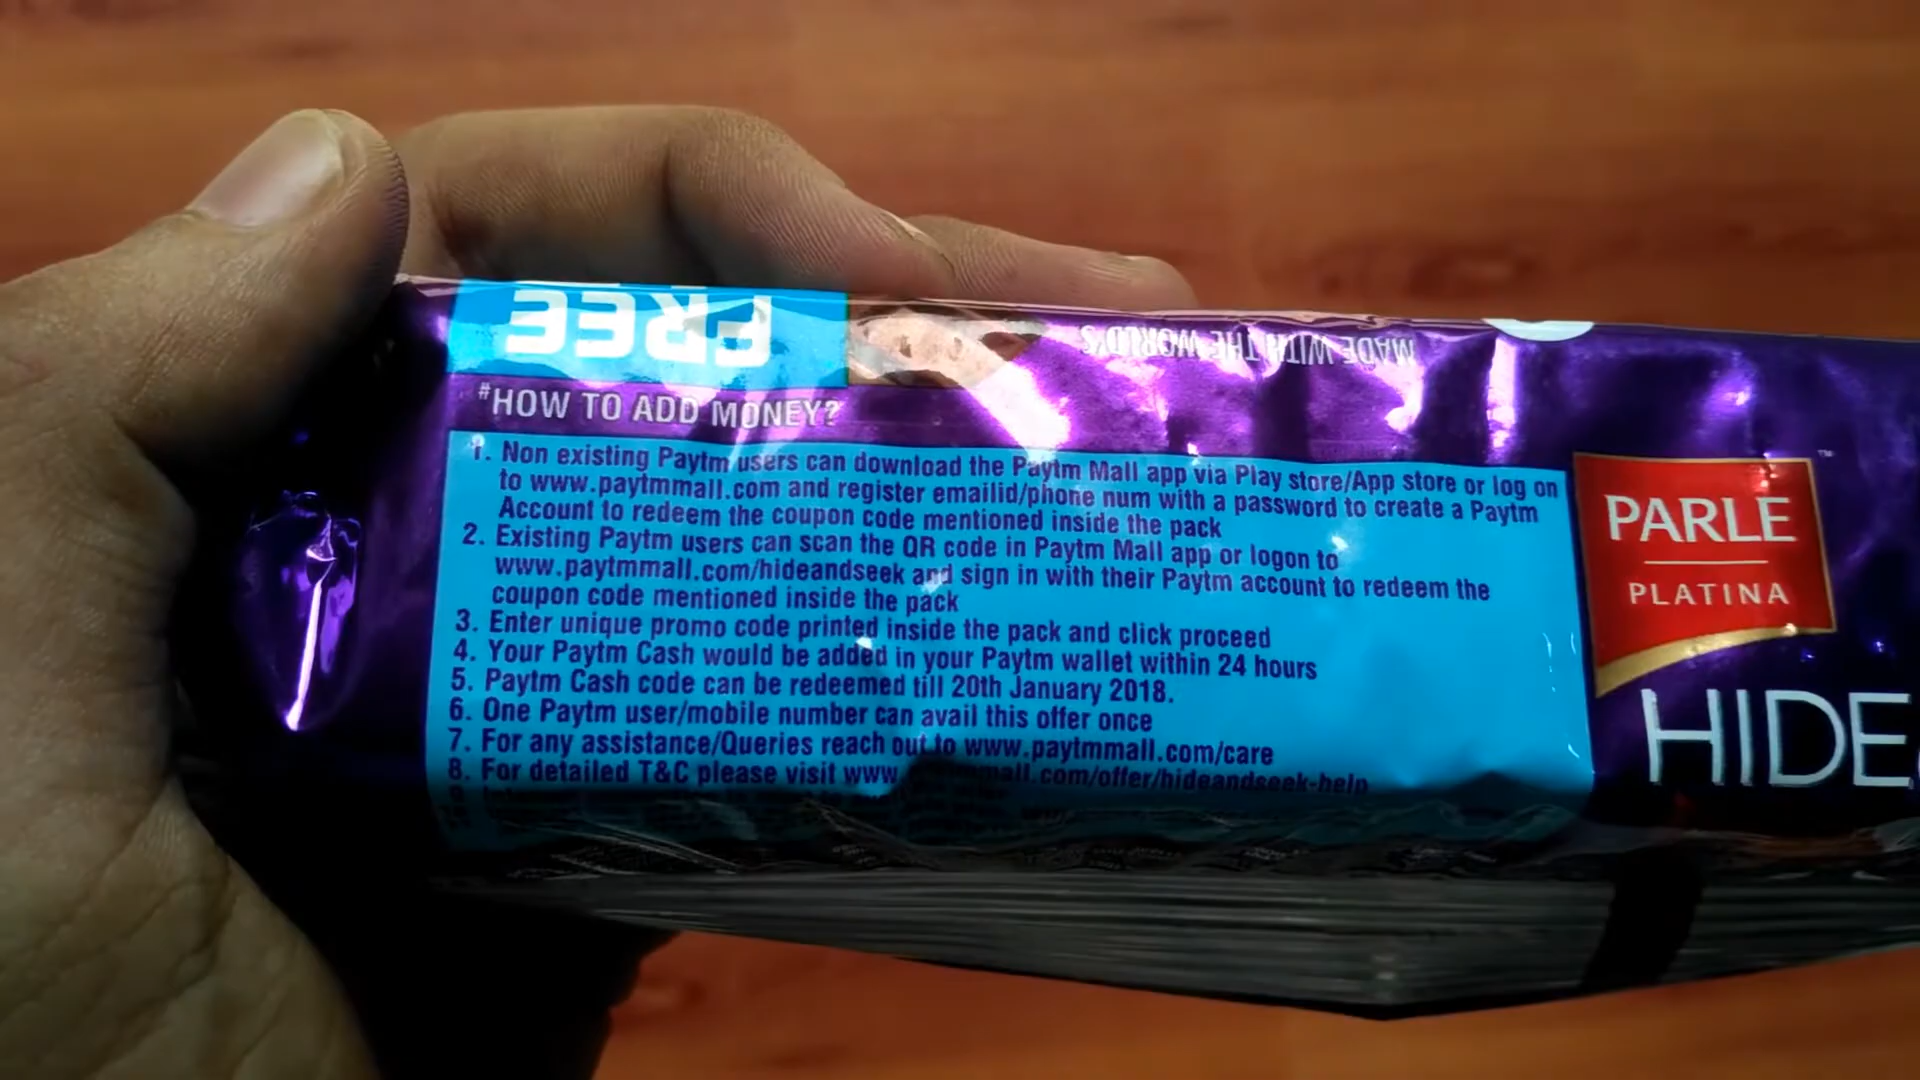 FREE
MADE WITH THE WORLD'S
#HOW TO ADD MONEY?
1. Non existing Paytm users can download the Paytm Mall app via Play store/App store or log on
to www.paytmmall.com and register emailid/phone num with a password to create a Paytm
Account to redeem the coupon code mentioned inside the pack
2. Existing Paytm users can scan the QR code in Paytm Mall app or logon to
www.paytmmall.com/hideandseek and sign in with their Paytm account to redeem the
coupon code mentioned inside the pack
3. Enter unique promo code printed inside the pack and click proceed
4. Your Paytm Cash would be added in your Paytm wallet within 24 hours
5. Paytm Cash code can be redeemed till 20th January 2018.
6. One Paytm user/mobile number can avail this offer once
7. For any assistance/Queries reach out to www.paytmmall.com/care
8. For detailed T&C please visit www mall.com/offer/hideandseek-help
PARLE
PLATINA
™
HIDE